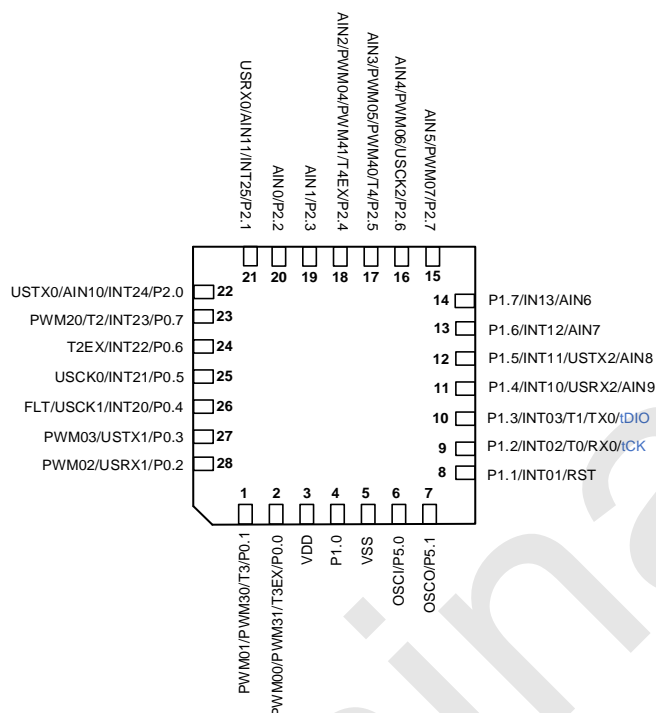 USRX0/AIN11/INT25/P2.1
AIN0/P2.2
AIN1/P2.3
AIN2/PWM04/PWM41/T4EX/P2.4
AIN3/PWM05/PWM40/T4/P2.5
AIN4/PWM06/USCK2/P2.6
AIN5/PWM07/P2.7
21
20
19
18
17
16
15
USTX0/AIN10/INT24/P2.0 22
PWM20/T2/INT23/P0.7 23
T2EX/INT22/P0.6 24
USCK0/INT21/P0.5 25
FLT/USCK1/INT20/P0.4 26
PWM03/USTX1/P0.3 27
PWM02/USRX1/P0.2 28
14 P1.7/IN13/AIN6
13 P1.6/INT12/AIN7
12 P1.5/INT11/USTX2/AIN8
11 P1.4/INT10/USRX2/AIN9
10 P1.3/INT03/T1/TX0/tDIO
9 P1.2/INT02/T0/RX0/tCK
8 P1.1/INT01/RST
1
2
3
4
5
6
7
PWM01/PWM30/T3/P0.1
PWM00/PWM31/T3EX/P0.0
VDD
P1.0
VSS
OSCI/P5.0
OSCO/P5.1